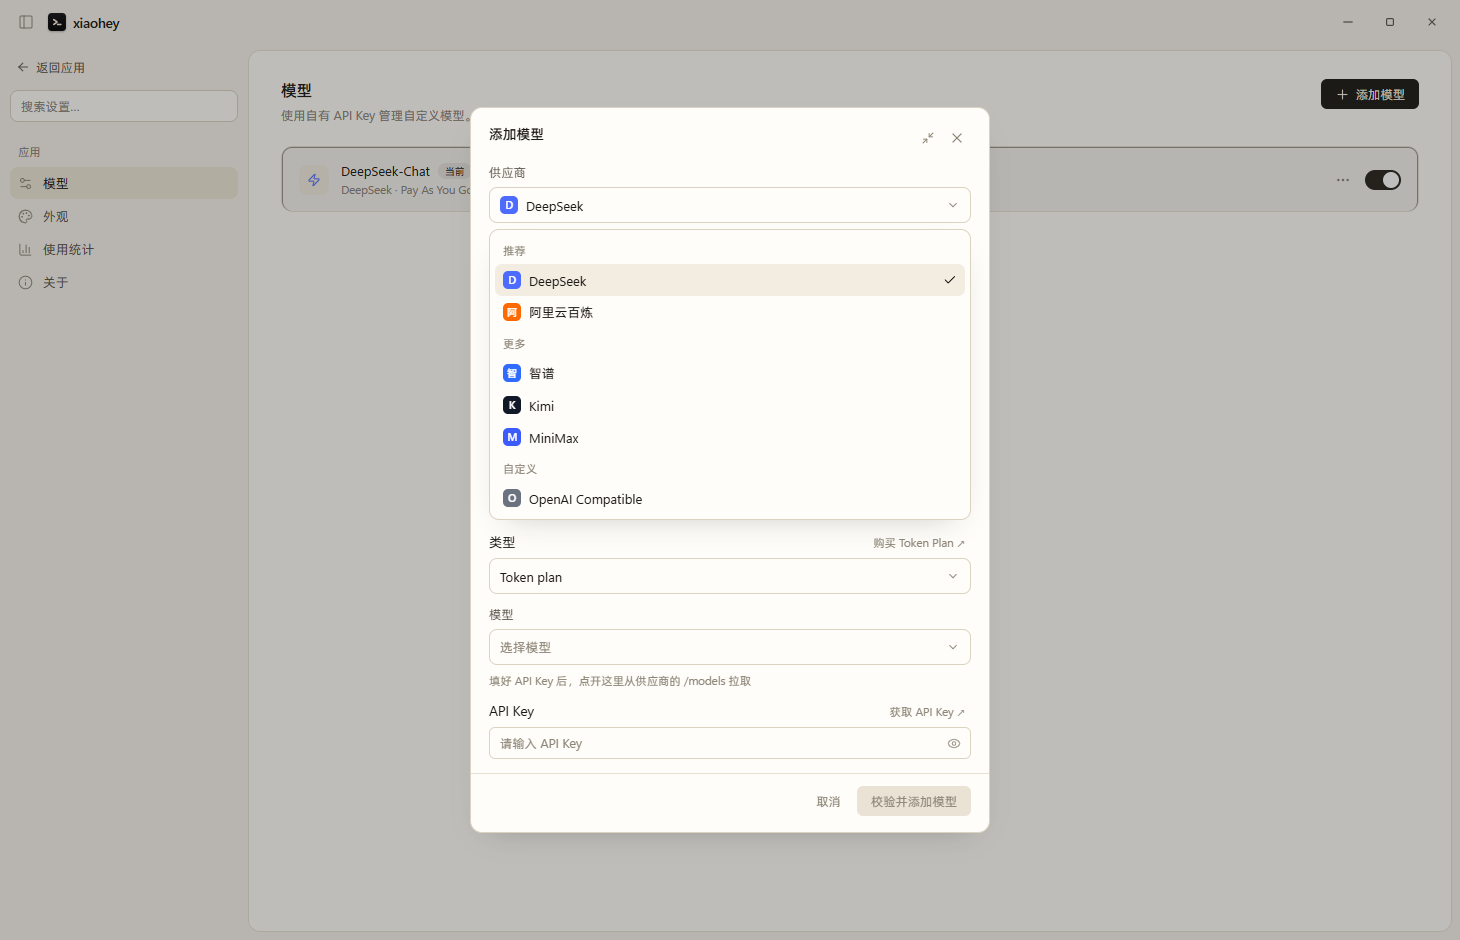 xiaohey
返回应用
搜索设置...
应用
模型
外观
使用统计
关于
模型
使用自有 API Key 管理自定义模型。
添加模型
DeepSeek-Chat 当前
DeepSeek · Pay As You Go
添加模型
供应商
D DeepSeek
推荐
D DeepSeek
阿 阿里云百炼
更多
智 智谱
K Kimi
M MiniMax
自定义
O OpenAI Compatible
类型 购买 Token Plan ↗
Token plan
模型
选择模型
填好 API Key 后，点开这里从供应商的 /models 拉取
API Key 获取 API Key ↗
请输入 API Key
取消 校验并添加模型